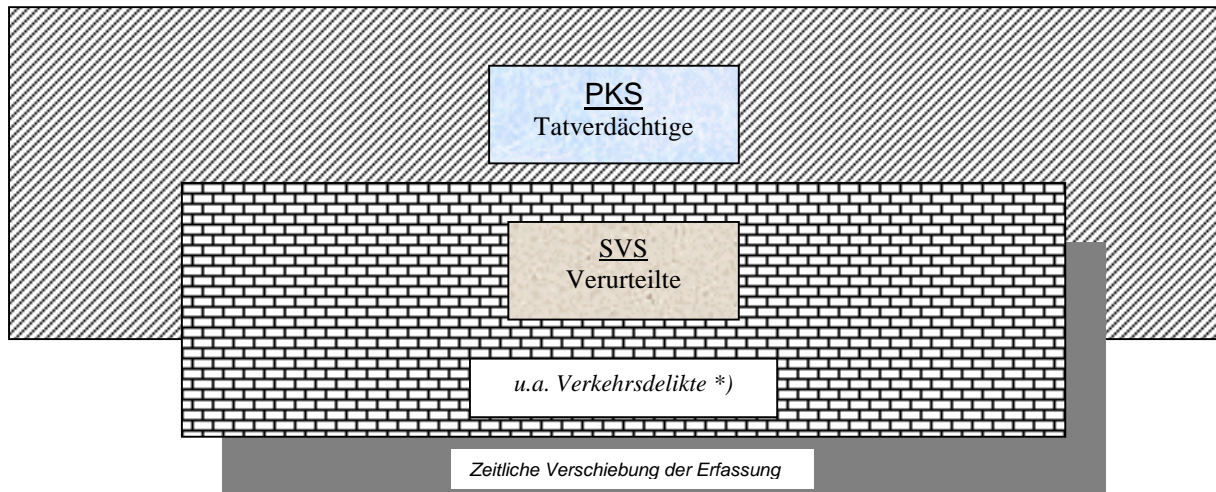 PKS
Tatverdächtige
SVS
Verurteilte
u.a. Verkehrsdelikte *)
Zeitliche Verschiebung der Erfassung